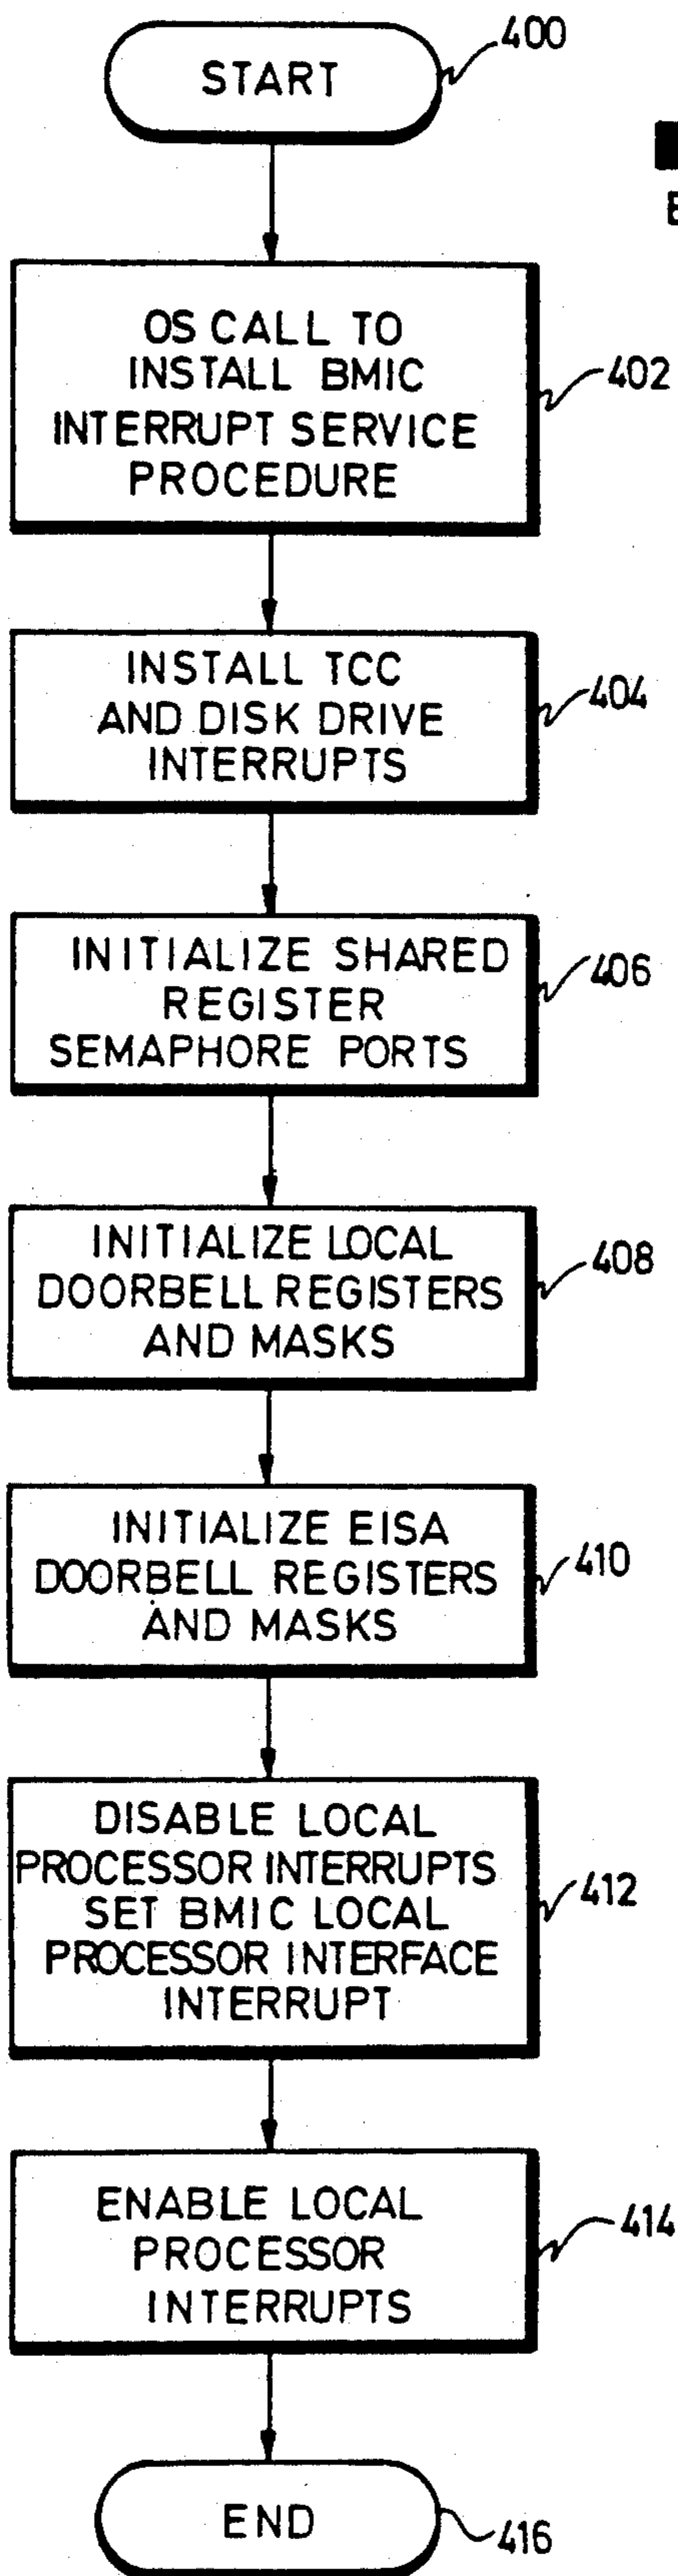 START
400
OS CALL TO
INSTALL BMIC
INTERRUPT SERVICE
PROCEDURE
402
INSTALL TCC
AND DISK DRIVE
INTERRUPTS
404
INITIALIZE SHARED
REGISTER
SEMAPHORE PORTS
406
INITIALIZE LOCAL
DOORBELL REGISTERS
AND MASKS
408
INITIALIZE EISA
DOORBELL REGISTERS
AND MASKS
410
DISABLE LOCAL
PROCESSOR INTERRUPTS
SET BMIC LOCAL
PROCESSOR INTERFACE
INTERRUPT
412
ENABLE LOCAL
PROCESSOR
INTERRUPTS
414
END
416